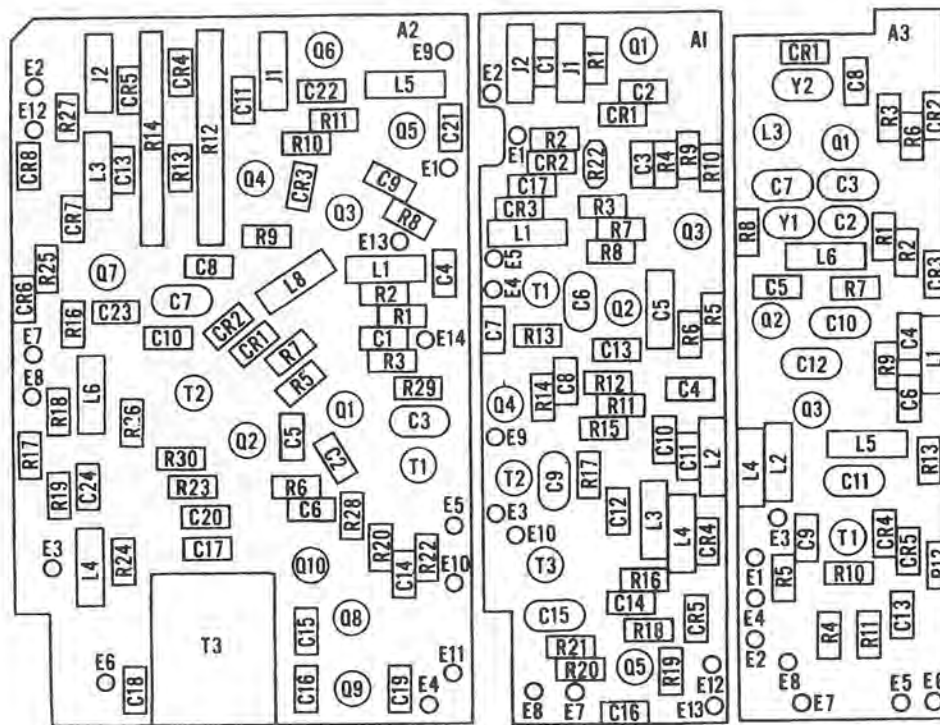 A2
Q6
E9
E2
J2
CR5
CR4
J1
L5
C22
C11
R27
R14
R12
R11
Q5
C21
E12
R10
CR8
L3
C13
R13
Q4
CR3
C9
E1
R8
Q3
CR7
R9
E13
R25
Q7
C8
L8
L1
C4
CR6
C7
R2
R16
C23
R1
C10
CR2
CR1
C1
E14
E7
R7
R3
E8
L6
T2
R5
R29
R18
R26
Q1
C3
R17
Q2
C5
C2
R30
T1
R19
C24
R23
R6
C6
R28
C20
E5
E3
L4
R24
C17
Q10
R20
C14
R22
E10
T3
C15
Q8
E6
C18
C16
Q9
C19
E4
E11
A1
J2
C1
J1
R1
Q1
E2
C2
CR1
E1
R2
CR2
R22
C3
R4
R9
R10
C17
CR3
R3
L1
R7
Q3
R8
E5
E4
T1
C6
Q2
C5
R5
C7
R13
R6
C13
C8
R12
C4
Q4
R14
R11
R15
E9
C10
C11
L2
T2
C9
R17
E3
C12
L3
L4
CR4
E10
T3
R16
C14
C15
R18
CR5
R21
R20
Q5
R19
E12
E8
E7
C16
E13
A3
CR1
Y2
C8
R3
R6
CR2
L3
Q1
C7
C3
R8
Y1
C2
R1
R2
L6
CR3
C5
R7
Q2
C10
C4
L1
C12
R9
C6
Q3
L5
R13
L4
L2
C11
E3
C9
T1
CR4
CR5
E1
R5
R10
R12
E4
R4
R11
C13
E2
E8
E7
E5
E6